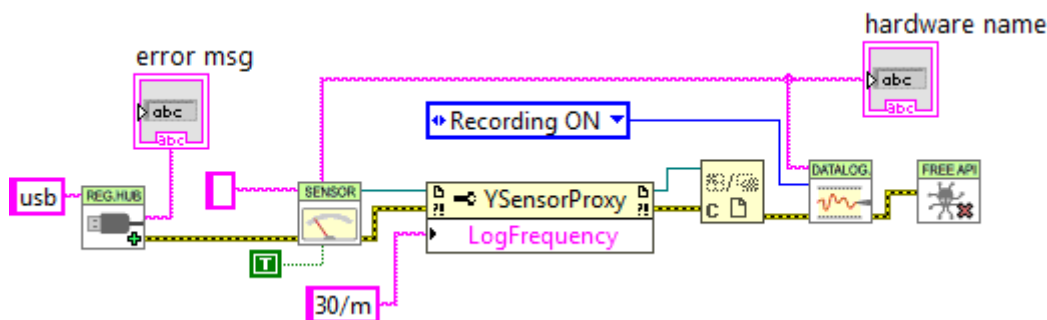 hardware name
error msg
abc
abc
abc
abc
Recording ON
usb
REG.HUB
SENSOR
YSensorProxy
DATALOG.
FREE API
C
LogFrequency
T
30/m